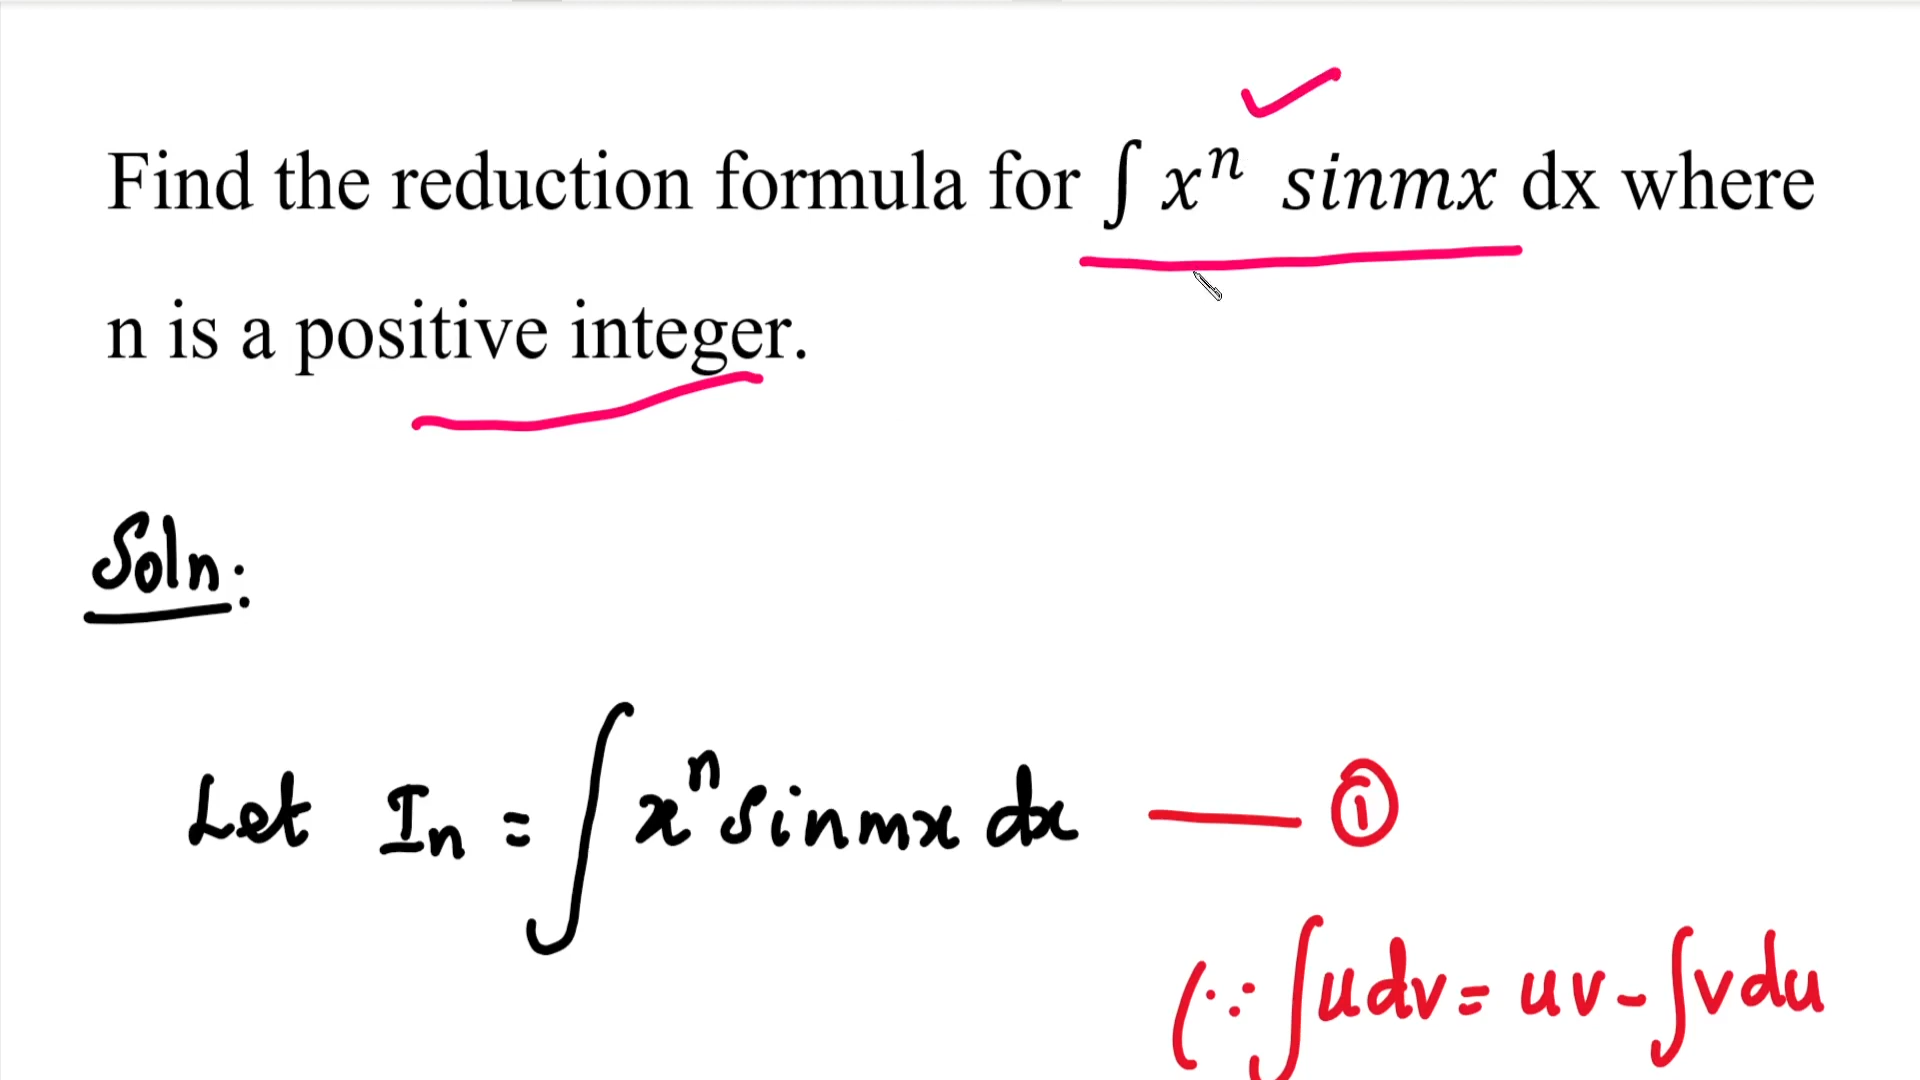 Find the reduction formula for ∫ xⁿ sinmx dx where
n is a positive integer.
Soln:
Let Iₙ = ∫ xⁿ sinmx dx — ①
(∵ ∫udv = uv - ∫vdu